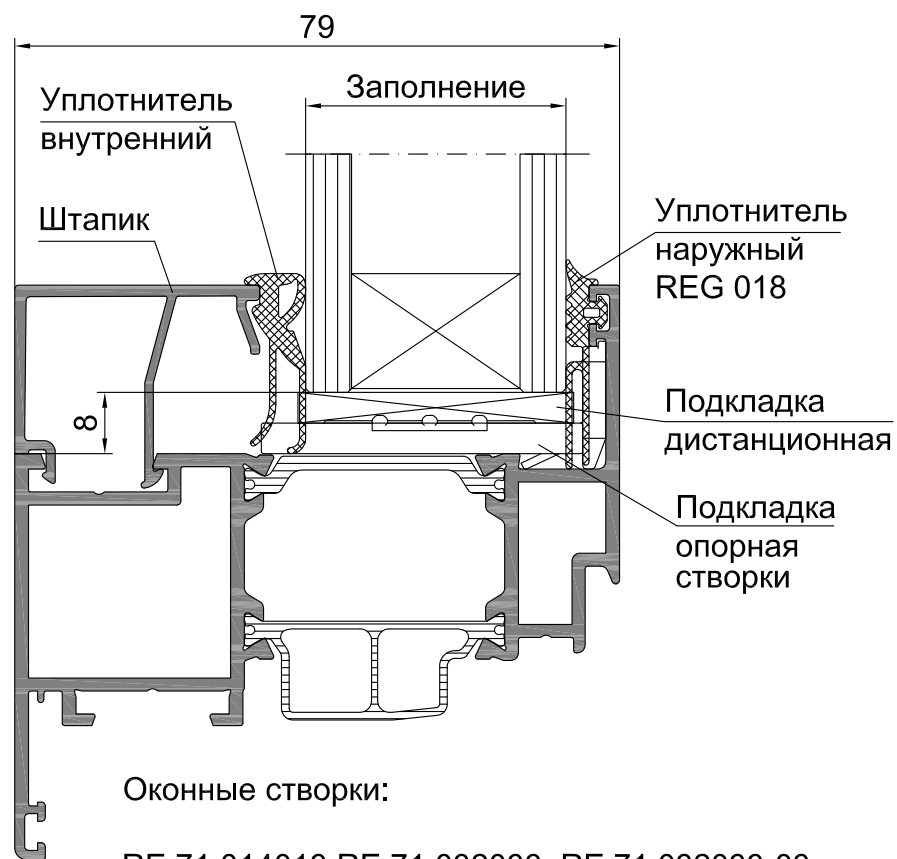 79
Заполнение
Уплотнитель
внутренний
Штапик
Уплотнитель
наружный
REG 018
8
Подкладка
дистанционная
Подкладка
опорная
створки
Оконные створки: